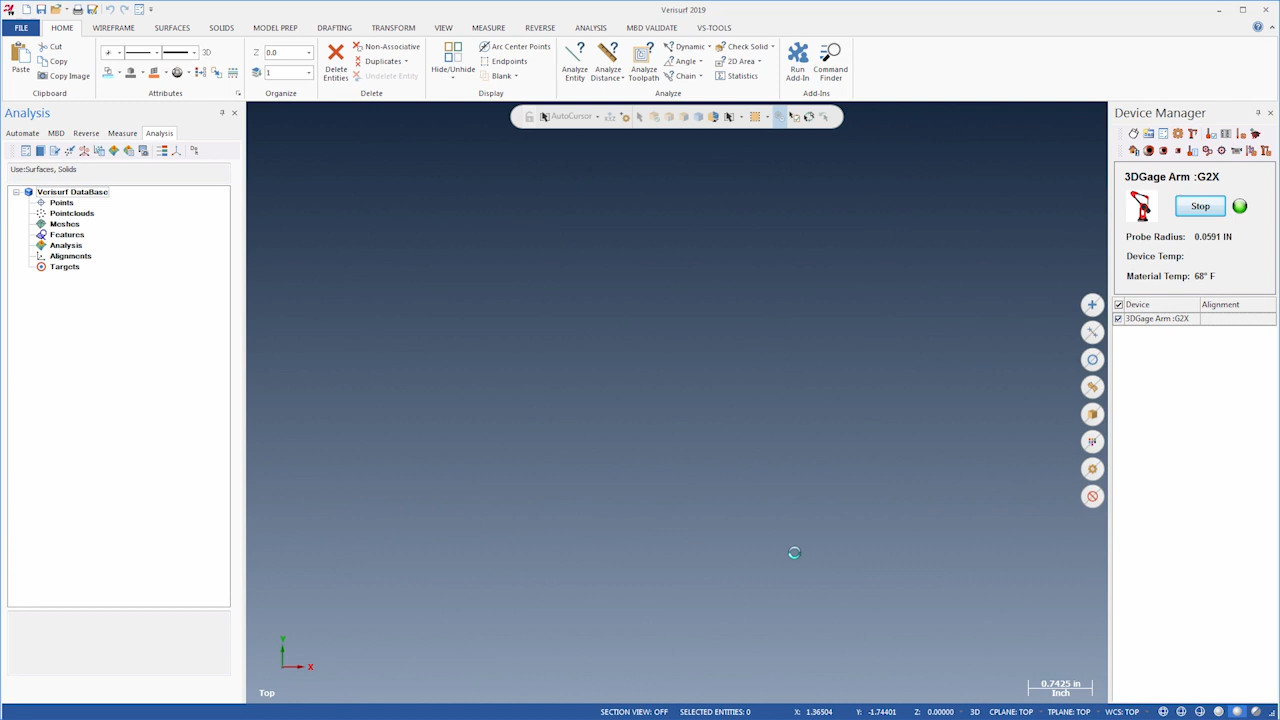 Verisurf 2019
FILE HOME WIREFRAME SURFACES SOLIDS MODEL PREP DRAFTING TRANSFORM VIEW MEASURE REVERSE ANALYSIS MBD VALIDATE VS-TOOLS
Paste
Cut
Copy
Copy Image
Clipboard
3D
Attributes
Z 0.0
1
Organize
Delete Entities
Non-Associative
Duplicates
Undelete Entity
Delete
Hide/Unhide
Arc Center Points
Endpoints
Blank
Display
Analyze Entity
Analyze Distance
Analyze Toolpath
Dynamic
Angle
Chain
Check Solid
2D Area
Statistics
Analyze
Run Add-In
Command Finder
Add-Ins
Analysis
Automate MBD Reverse Measure Analysis
Use:Surfaces, Solids
Verisurf DataBase
Points
Pointclouds
Meshes
Features
Analysis
Alignments
Targets
AutoCursor
Y
X
Top
0.7425 in
Inch
Device Manager
3DGage Arm :G2X
Stop
Probe Radius: 0.0591 IN
Device Temp:
Material Temp: 68° F
Device Alignment
3DGage Arm :G2X
SECTION VIEW: OFF SELECTED ENTITIES: 0 X: 1.36504 Y: -1.74401 Z: 0.00000 3D CPLANE: TOP TPLANE: TOP WCS: TOP